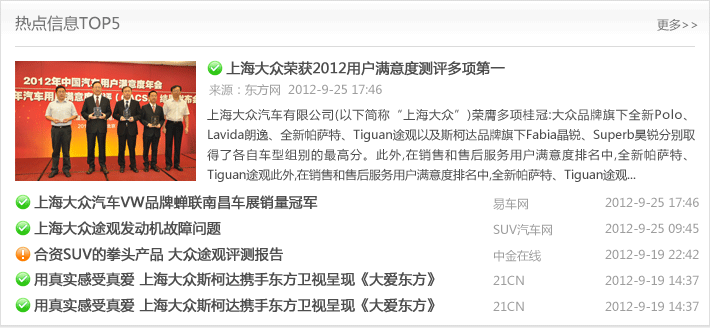 热点信息TOP5
更多>>
2012年中国汽车用户满意度年会
上海大众荣获2012用户满意度测评多项第一
来源：东方网 2012-9-25 17:46
上海大众汽车有限公司(以下简称“上海大众”)荣膺多项桂冠:大众品牌旗下全新Polo、
Lavida朗逸、全新帕萨特、Tiguan途观以及斯柯达品牌旗下Fabia晶锐、Superb昊锐分别取
得了各自车型组别的最高分。此外,在销售和售后服务用户满意度排名中,全新帕萨特、
Tiguan途观此外,在销售和售后服务用户满意度排名中,全新帕萨特、Tiguan途观...
上海大众汽车VW品牌蝉联南昌车展销量冠军 易车网 2012-9-25 17:46
上海大众途观发动机故障问题 SUV汽车网 2012-9-25 09:45
合资SUV的拳头产品 大众途观评测报告 中金在线 2012-9-19 22:42
用真实感受真爱 上海大众斯柯达携手东方卫视呈现《大爱东方》 21CN 2012-9-19 14:37
用真实感受真爱 上海大众斯柯达携手东方卫视呈现《大爱东方》 21CN 2012-9-19 14:37